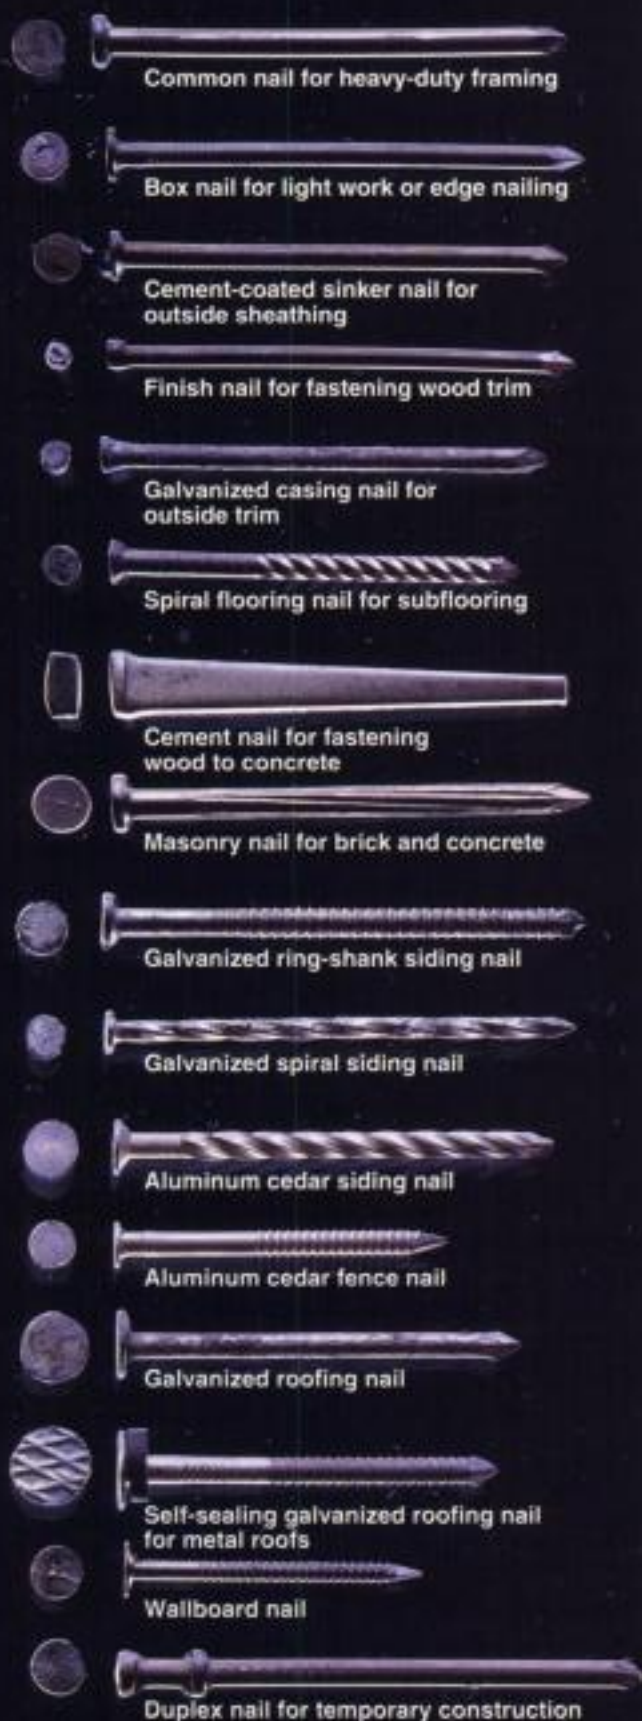 Common nail for heavy-duty framing
Box nail for light work or edge nailing
Cement-coated sinker nail for
outside sheathing
Finish nail for fastening wood trim
Galvanized casing nail for
outside trim
Spiral flooring nail for subflooring
Cement nail for fastening
wood to concrete
Masonry nail for brick and concrete
Galvanized ring-shank siding nail
Galvanized spiral siding nail
Aluminum cedar siding nail
Aluminum cedar fence nail
Galvanized roofing nail
Self-sealing galvanized roofing nail
for metal roofs
Wallboard nail
Duplex nail for temporary construction